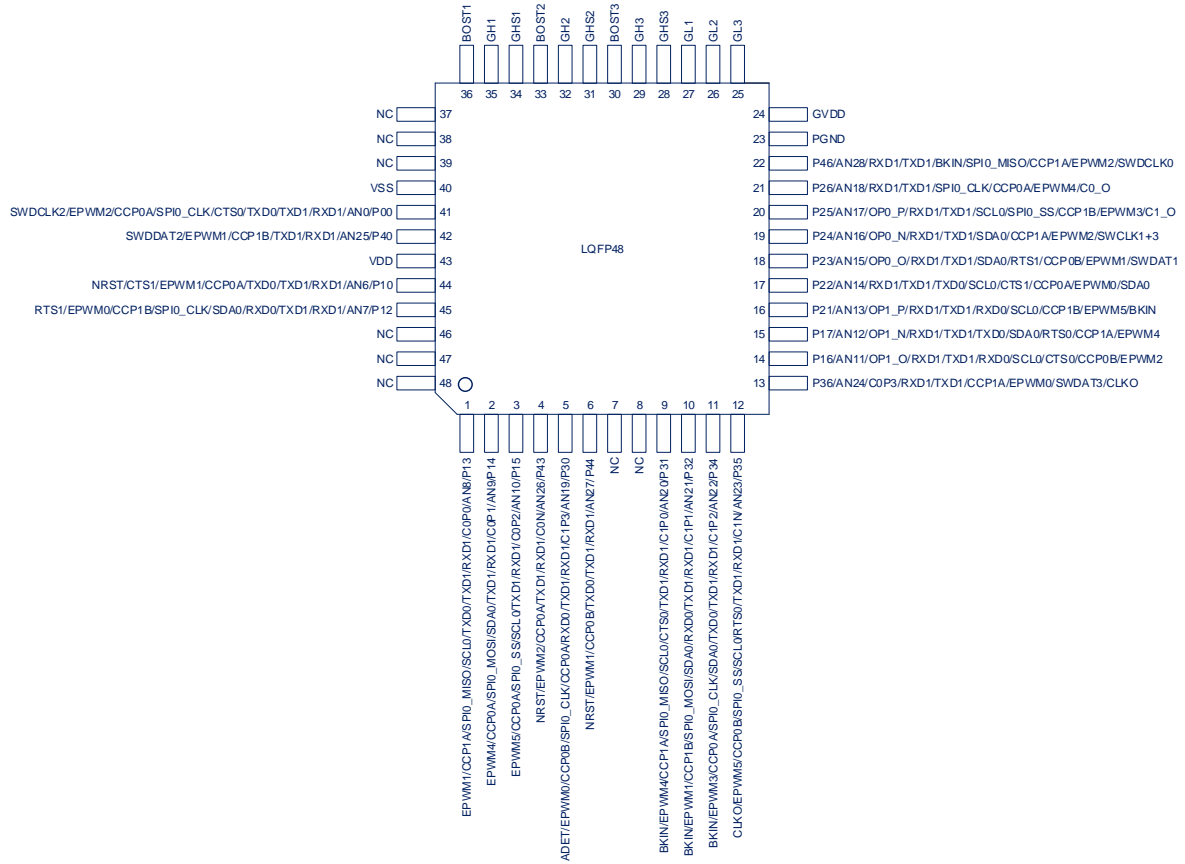 BOST1
GH1
GHS1
BOST2
GH2
GHS2
BOST3
GH3
GHS3
GL1
GL2
GL3
36 35 34 33 32 31 30 29 28 27 26 25
NC 37
NC 38
NC 39
VSS 40
SWDCLK2/EPWM2/CCP0A/SPI0_CLK/CTS0/TXD0/TXD1/RXD1/AN0/P00 41
SWDDAT2/EPWM1/CCP1B/TXD1/RXD1/AN25/P40 42
VDD 43
NRST/CTS1/EPWM1/CCP0A/TXD0/TXD1/RXD1/AN6/P10 44
RTS1/EPWM0/CCP1B/SPI0_CLK/SDA0/RXD0/TXD1/RXD1/AN7/P12 45
NC 46
NC 47
NC 48
LQFP48
24 GVDD
23 PGND
22 P46/AN28/RXD1/TXD1/BKIN/SPI0_MISO/CCP1A/EPWM2/SWDCLK0
21 P26/AN18/RXD1/TXD1/SPI0_CLK/CCP0A/EPWM4/C0_O
20 P25/AN17/OP0_P/RXD1/TXD1/SCL0/SPI0_SS/CCP1B/EPWM3/C1_O
19 P24/AN16/OP0_N/RXD1/TXD1/SDA0/CCP1A/EPWM2/SWCLK1+3
18 P23/AN15/OP0_O/RXD1/TXD1/SDA0/RTS1/CCP0B/EPWM1/SWDAT1
17 P22/AN14/RXD1/TXD1/TXD0/SCL0/CTS1/CCP0A/EPWM0/SDA0
16 P21/AN13/OP1_P/RXD1/TXD1/RXD0/SCL0/CCP1B/EPWM5/BKIN
15 P17/AN12/OP1_N/RXD1/TXD1/TXD0/SDA0/RTS0/CCP1A/EPWM4
14 P16/AN11/OP1_O/RXD1/TXD1/RXD0/SCL0/CTS0/CCP0B/EPWM2
13 P36/AN24/C0P3/RXD1/TXD1/CCP1A/EPWM0/SWDAT3/CLKO
1 2 3 4 5 6 7 8 9 10 11 12
EPWM1/CCP1A/SPI0_MISO/SCL0/TXD0/TXD1/RXD1/C0P0/AN8/P13
EPWM4/CCP0A/SPI0_MOSI/SDA0/TXD1/RXD1/C0P1/AN9/P14
EPWM5/CCP0A/SPI0_SS/SCL0/TXD1/RXD1/C0P2/AN10/P15
NRST/EPWM2/CCP0A/TXD1/RXD1/C0N/AN26/P43
ADET/EPWM0/CCP0B/SPI0_CLK/CCP0A/RXD0/TXD1/RXD1/C1P3/AN19/P30
NRST/EPWM1/CCP0B/TXD0/TXD1/RXD1/AN27/P44
NC
NC
BKIN/EPWM4/CCP1A/SPI0_MISO/SCL0/CTS0/TXD1/RXD1/C1P0/AN20/P31
BKIN/EPWM1/CCP1B/SPI0_MOSI/SDA0/RXD0/TXD1/RXD1/C1P1/AN21/P32
BKIN/EPWM3/CCP0A/SPI0_CLK/SDA0/TXD0/TXD1/RXD1/C1P2/AN22/P34
CLKO/EPWM5/CCP0B/SPI0_SS/SCL0/RTS0/TXD1/RXD1/C1N/AN23/P35